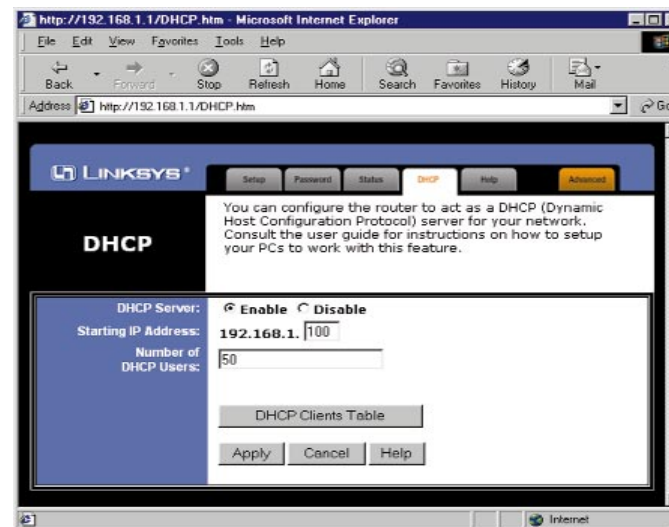 http://192.168.1.1/DHCP.htm - Microsoft Internet Explorer
File Edit View Favorites Tools Help
Back Forward Stop Refresh Home Search Favorites History Mail
Address http://192.168.1.1/DHCP.htm Go
LINKSYS®
Setup Password Status DHCP Help Advanced
DHCP
You can configure the router to act as a DHCP (Dynamic
Host Configuration Protocol) server for your network.
Consult the user guide for instructions on how to setup
your PCs to work with this feature.
DHCP Server: Enable Disable
Starting IP Address: 192.168.1. 100
Number of
DHCP Users: 50
DHCP Clients Table
Apply Cancel Help
Internet